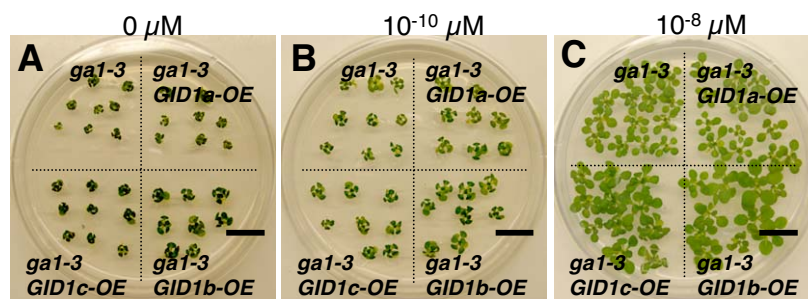 0 µM
10⁻¹⁰ µM
10⁻⁸ µM
A
ga1-3
ga1-3
GID1a-OE
ga1-3
GID1c-OE
ga1-3
GID1b-OE
B
ga1-3
ga1-3
GID1a-OE
ga1-3
GID1c-OE
ga1-3
GID1b-OE
C
ga1-3
ga1-3
GID1a-OE
ga1-3
GID1c-OE
ga1-3
GID1b-OE